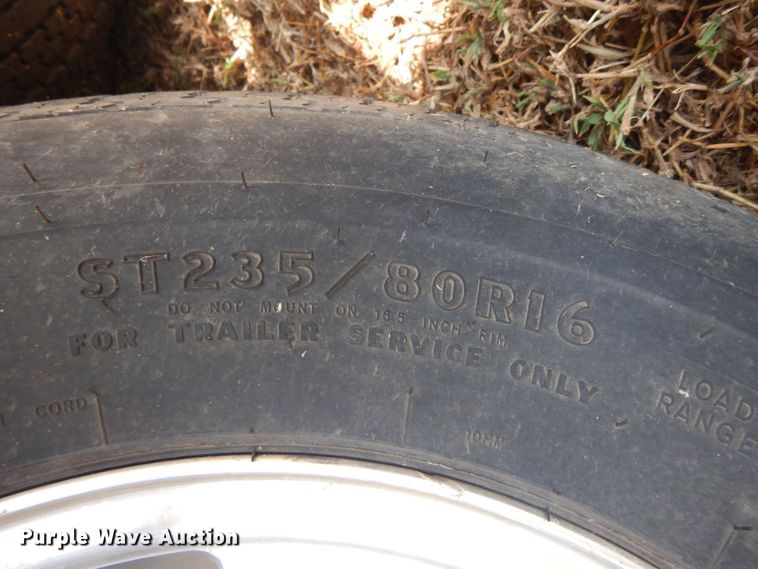 ST235/80R16
DO NOT MOUNT ON 16.5 INCH RIM.
FOR TRAILER SERVICE ONLY
LOAD
RANGE
CORD
Purple Wave Auction